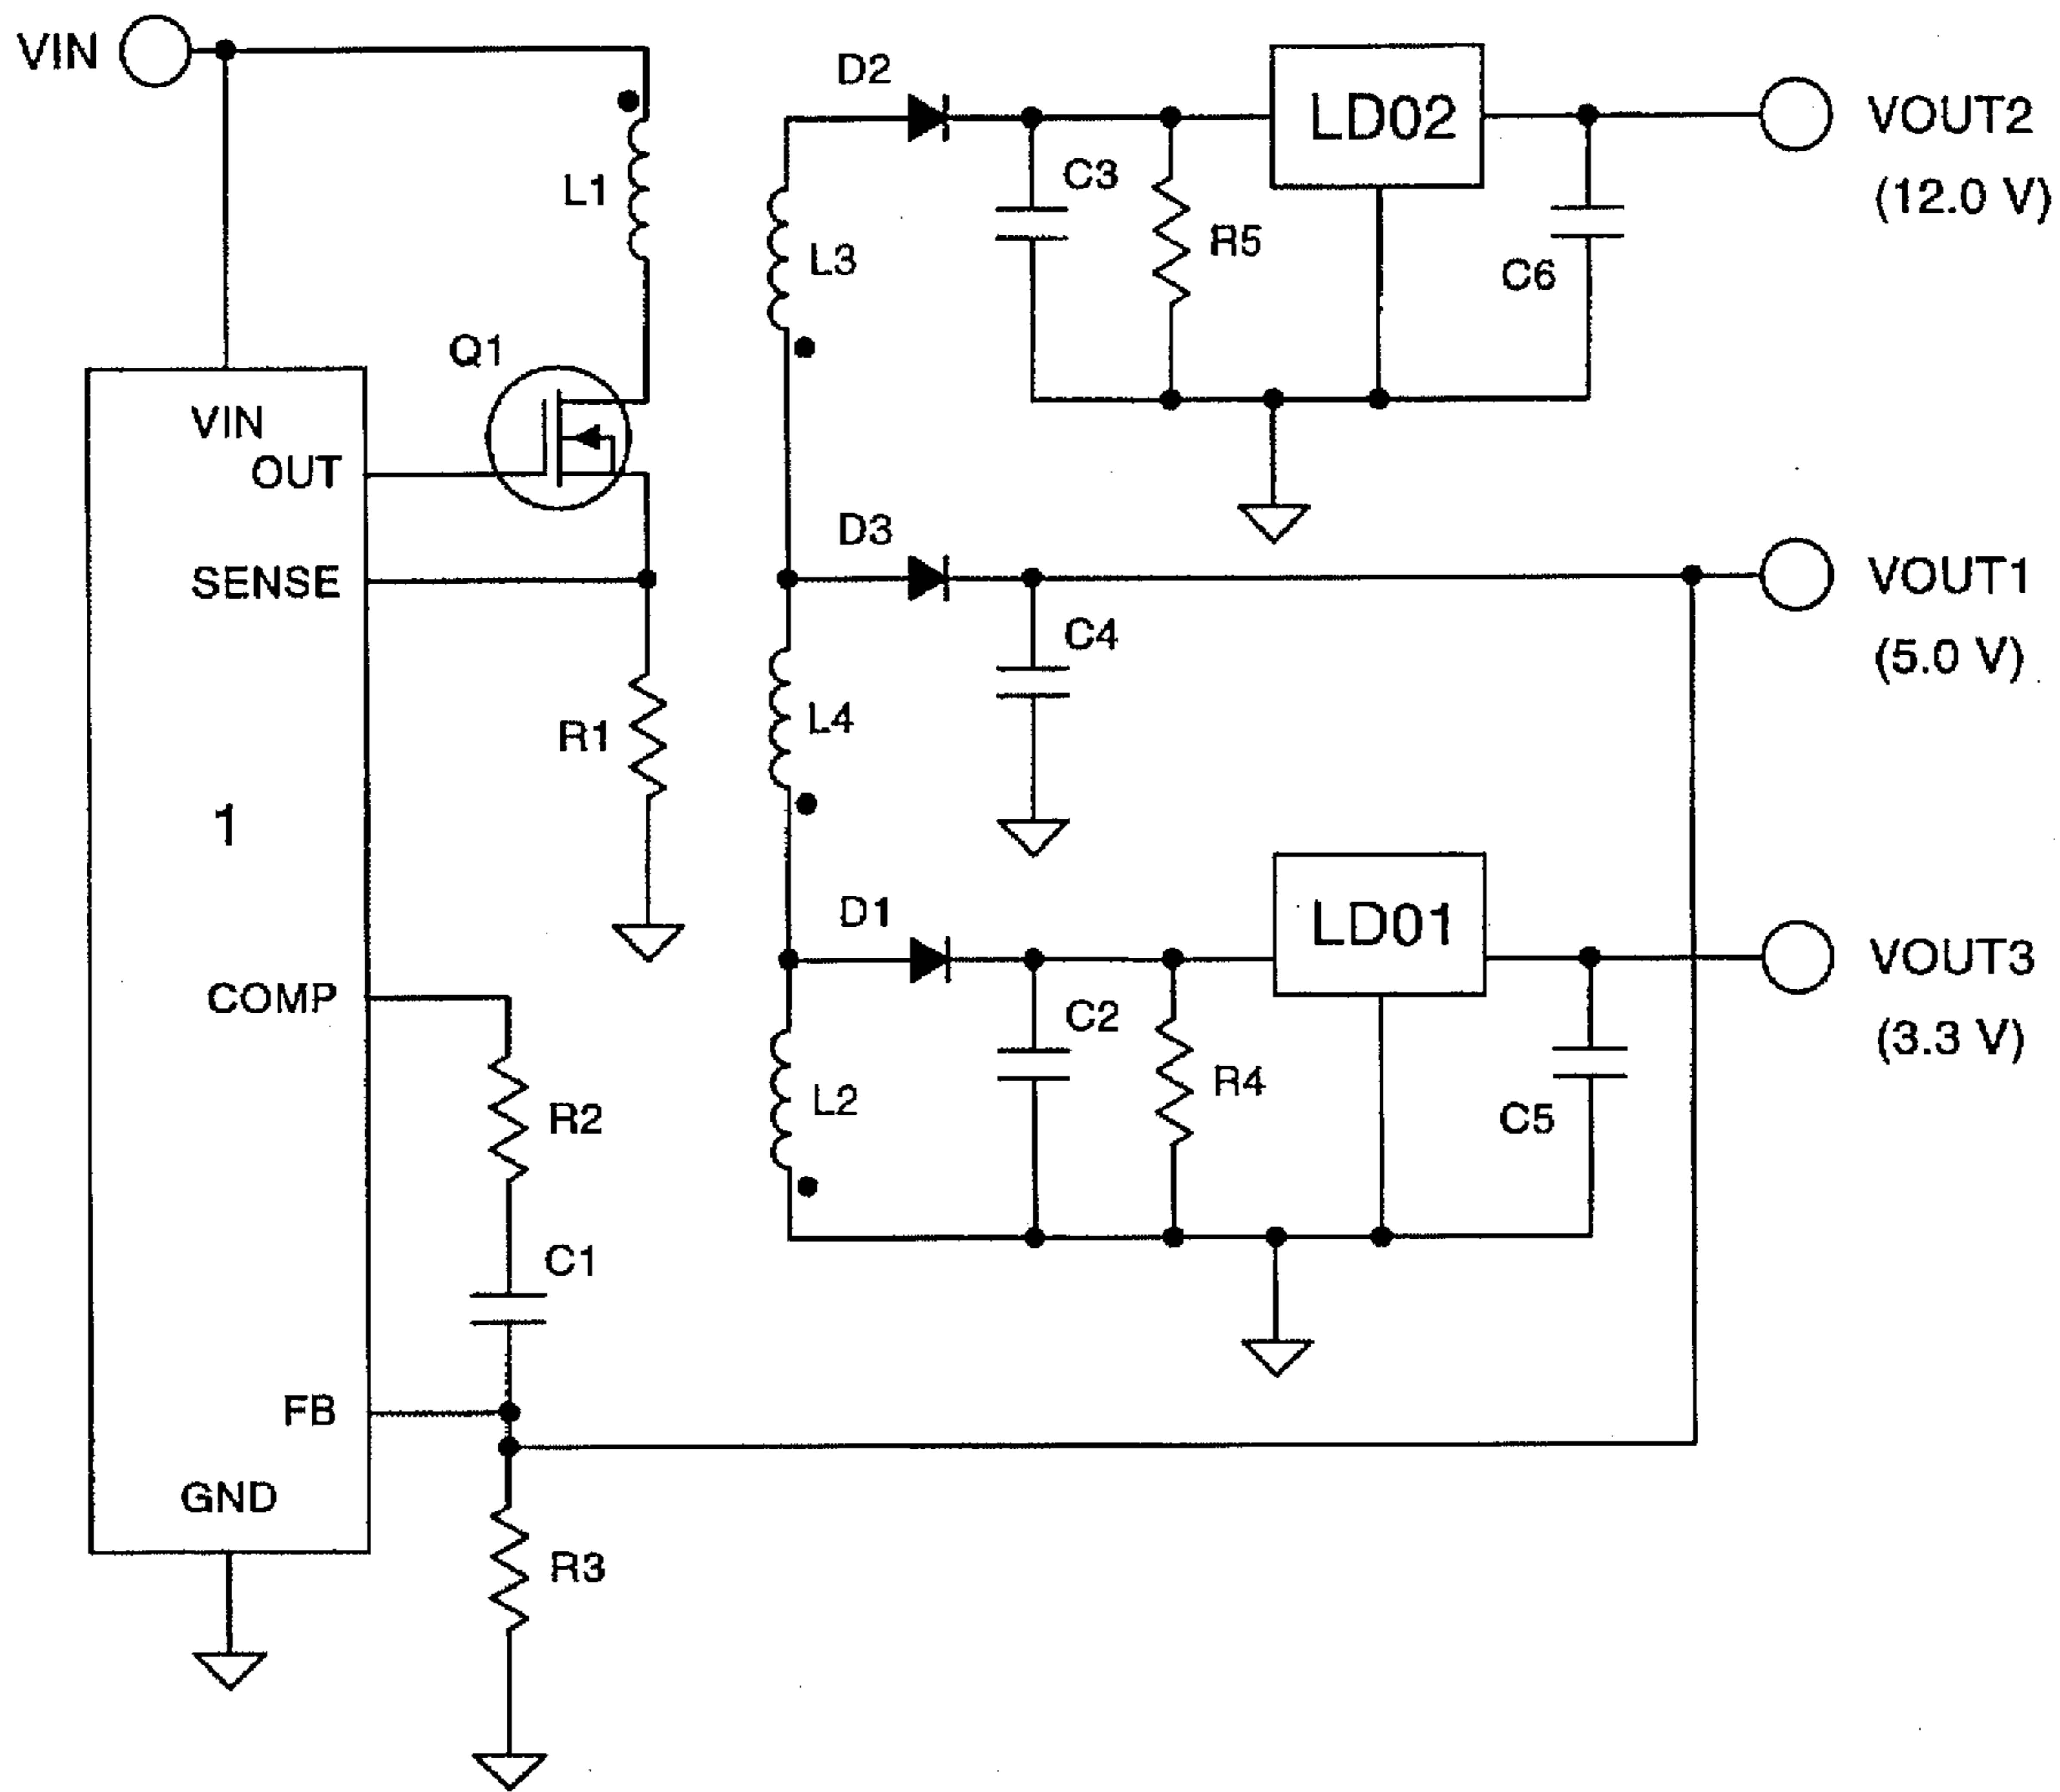 VIN
D2
LD02
VOUT2
(12.0 V)
C3
L1
R5
L3
C6
Q1
VIN
OUT
D3
VOUT1
SENSE
(5.0 V)
C4
L4
R1
1
D1
LD01
VOUT3
(3.3 V)
COMP
C2
R4
L2
R2
C5
C1
FB
GND
R3